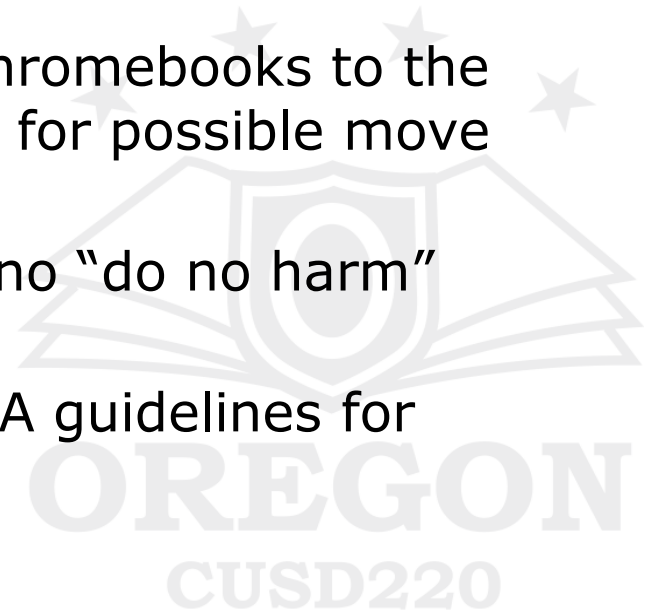 hromebooks to the
for possible move
no “do no harm”
A guidelines for
OREGON
CUSD220